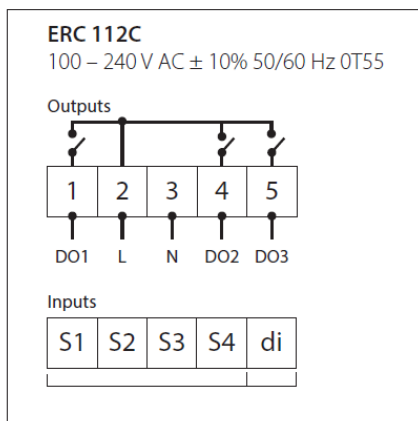 ERC 112C
100 – 240 V AC ± 10% 50/60 Hz 0T55
Outputs
1 2 3 4 5
DO1 L N DO2 DO3
Inputs
S1 S2 S3 S4 di